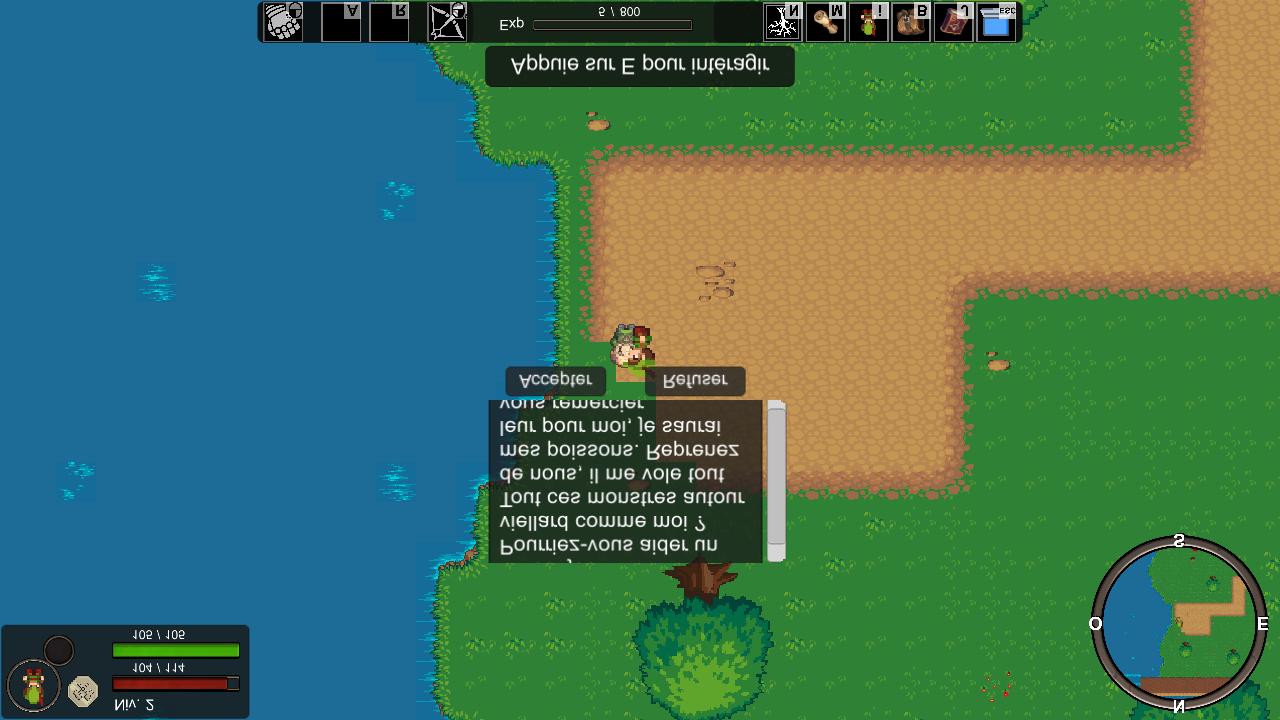 Niv. 2
104 / 114
105 / 105
N
O
E
S
Pourriez-vous aider un
viellard comme moi ?
Tout ces monstres autour
de nous, il me vole tout
mes poissons. Reprenez
leur pour moi, je saurai
vous remercier
Accepter
Refuser
Appuie sur E pour intéragir
A
R
Exp
5 / 800
N
M
i
B
J
ESC